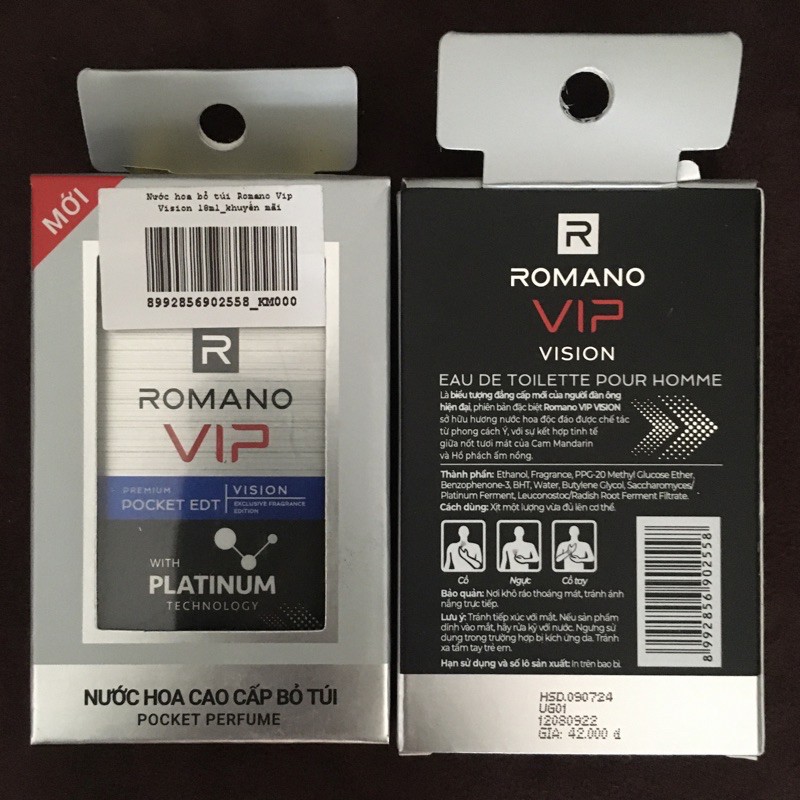 MỚI
Nước hoa bỏ túi Romano Vip
Vision 18ml_khuyến mãi
8992856902558_KM000
R
ROMANO
VIP
PREMIUM
POCKET EDT
VISION
EXCLUSIVE FRAGRANCE
EDITION
WITH
PLATINUM
TECHNOLOGY
NƯỚC HOA CAO CẤP BỎ TÚI
POCKET PERFUME
R
ROMANO
VIP
VISION
EAU DE TOILETTE POUR HOMME
Là biểu tượng đẳng cấp mới của người đàn ông
hiện đại, phiên bản đặc biệt Romano VIP VISION
sở hữu hương nước hoa độc đáo được chế tác
từ phong cách Ý, với sự kết hợp tinh tế
giữa nốt tươi mát của Cam Mandarin
và Hổ phách ấm nồng.
Thành phần: Ethanol, Fragrance, PPG-20 Methyl Glucose Ether,
Benzophenone-3, BHT, Water, Butylene Glycol, Saccharomyces/
Platinum Ferment, Leuconostoc/Radish Root Ferment Filtrate.
Cách dùng: Xịt một lượng vừa đủ lên cơ thể.
Cổ
Ngực
Cổ tay
Bảo quản: Nơi khô ráo thoáng mát, tránh ánh
nắng trực tiếp.
Lưu ý: Tránh tiếp xúc với mắt. Nếu sản phẩm
dính vào mắt, hãy rửa kỹ với nước. Ngưng sử
dụng trong trường hợp bị kích ứng da. Tránh
xa tầm tay trẻ em.
Hạn sử dụng và số lô sản xuất: In trên bao bì.
8 992856 902558
HSD.090724
UG01
12080922
GIA: 42.000 đ